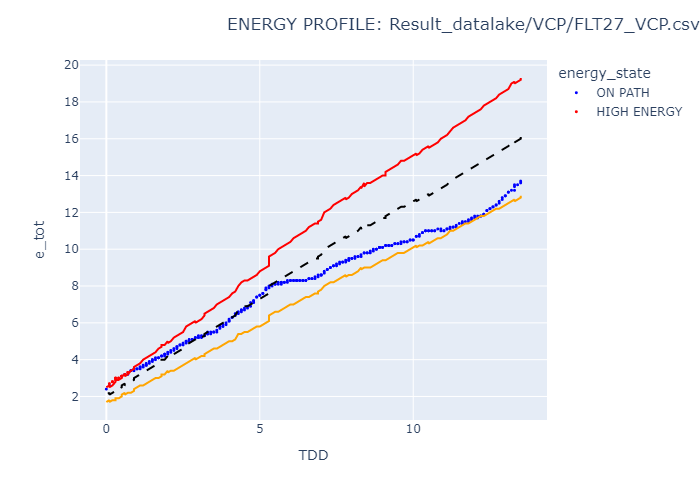 ENERGY PROFILE: Result_datalake/VCP/FLT27_VCP.csv
energy_state
ON PATH
HIGH ENERGY
e_tot
20
18
16
14
12
10
8
6
4
2
0
5
10
TDD